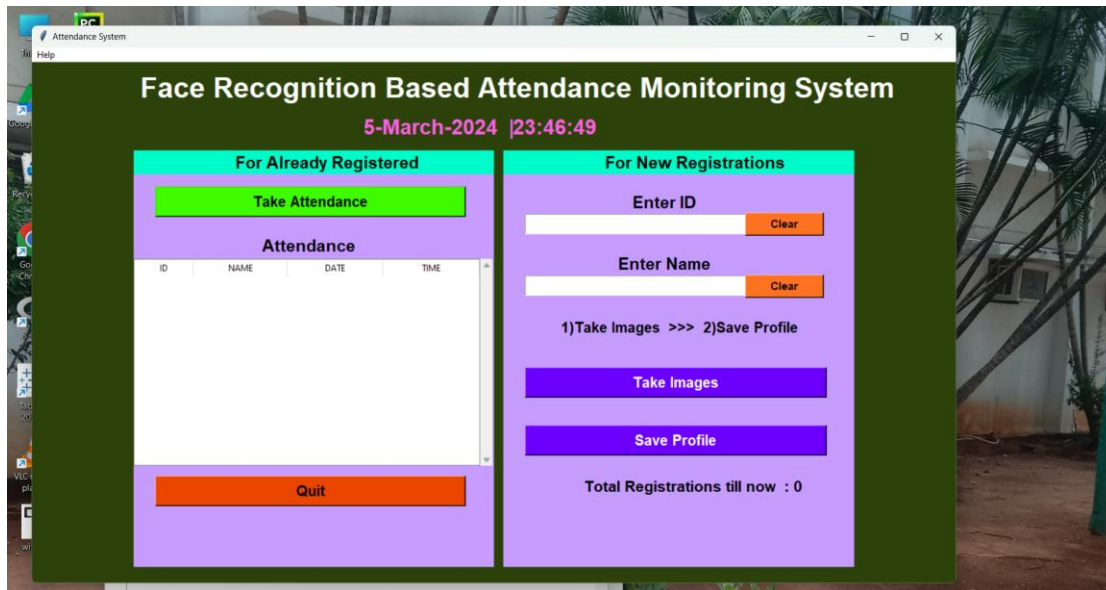 PC
Attendance System
Help
Face Recognition Based Attendance Monitoring System
5-March-2024 |23:46:49
For Already Registered
Take Attendance
Attendance
ID NAME DATE TIME
Quit
For New Registrations
Enter ID
Clear
Enter Name
Clear
1)Take Images >>> 2)Save Profile
Take Images
Save Profile
Total Registrations till now : 0